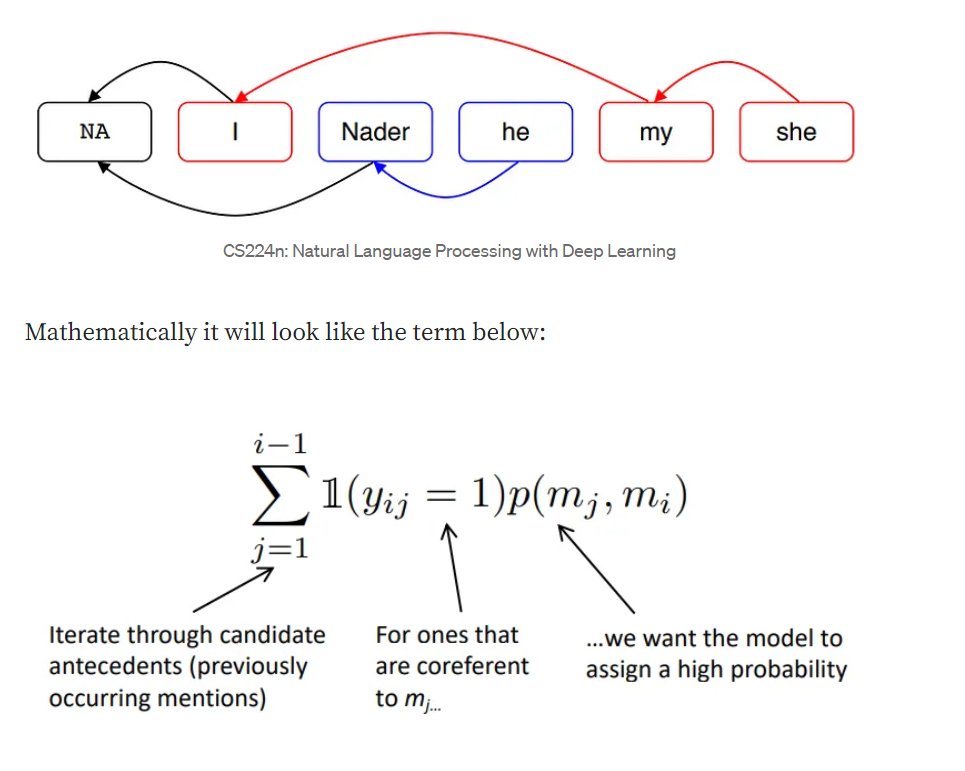 NA I Nader he my she
CS224n: Natural Language Processing with Deep Learning
Mathematically it will look like the term below:
i−1
∑ 𝟙(y_{ij} = 1)p(m_j, m_i)
j=1
Iterate through candidate
antecedents (previously
occurring mentions)
For ones that
are coreferent
to m_j...
...we want the model to
assign a high probability